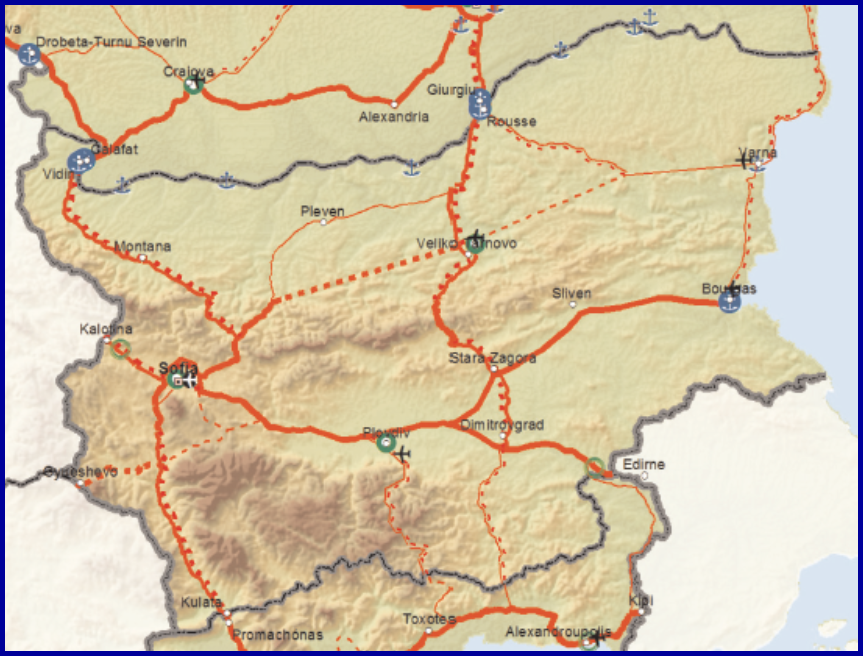 va
Drobeta-Turnu Severin
Craiova
Giurgiu
Alexandria
Rousse
Calafat
Varna
Vidin
Pleven
Veliko Tarnovo
Montana
Bourgas
Sliven
Kalotina
Stara Zagora
Sofia
Dimitrovgrad
Plovdiv
Edirne
Gyueshevo
Kulata
Kipi
Toxotes
Alexandroupolis
Promachonas